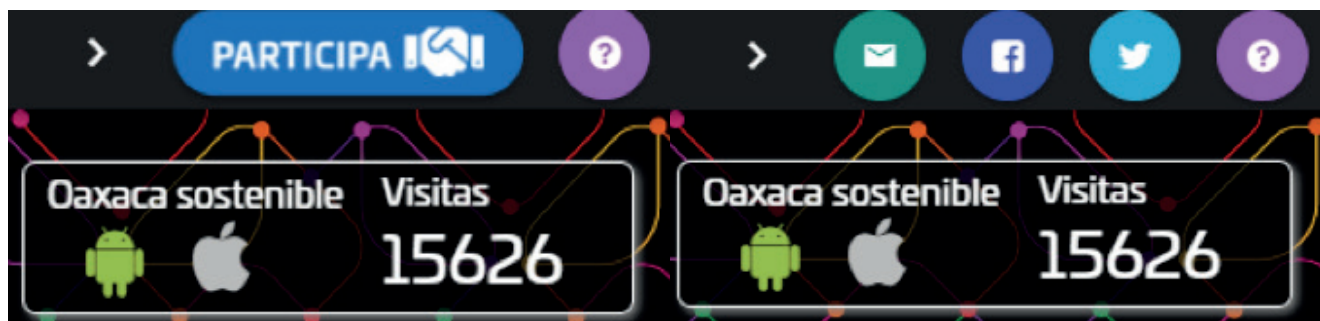 PARTICIPA
?
?
Oaxaca sostenible
Visitas
15626
Oaxaca sostenible
Visitas
15626